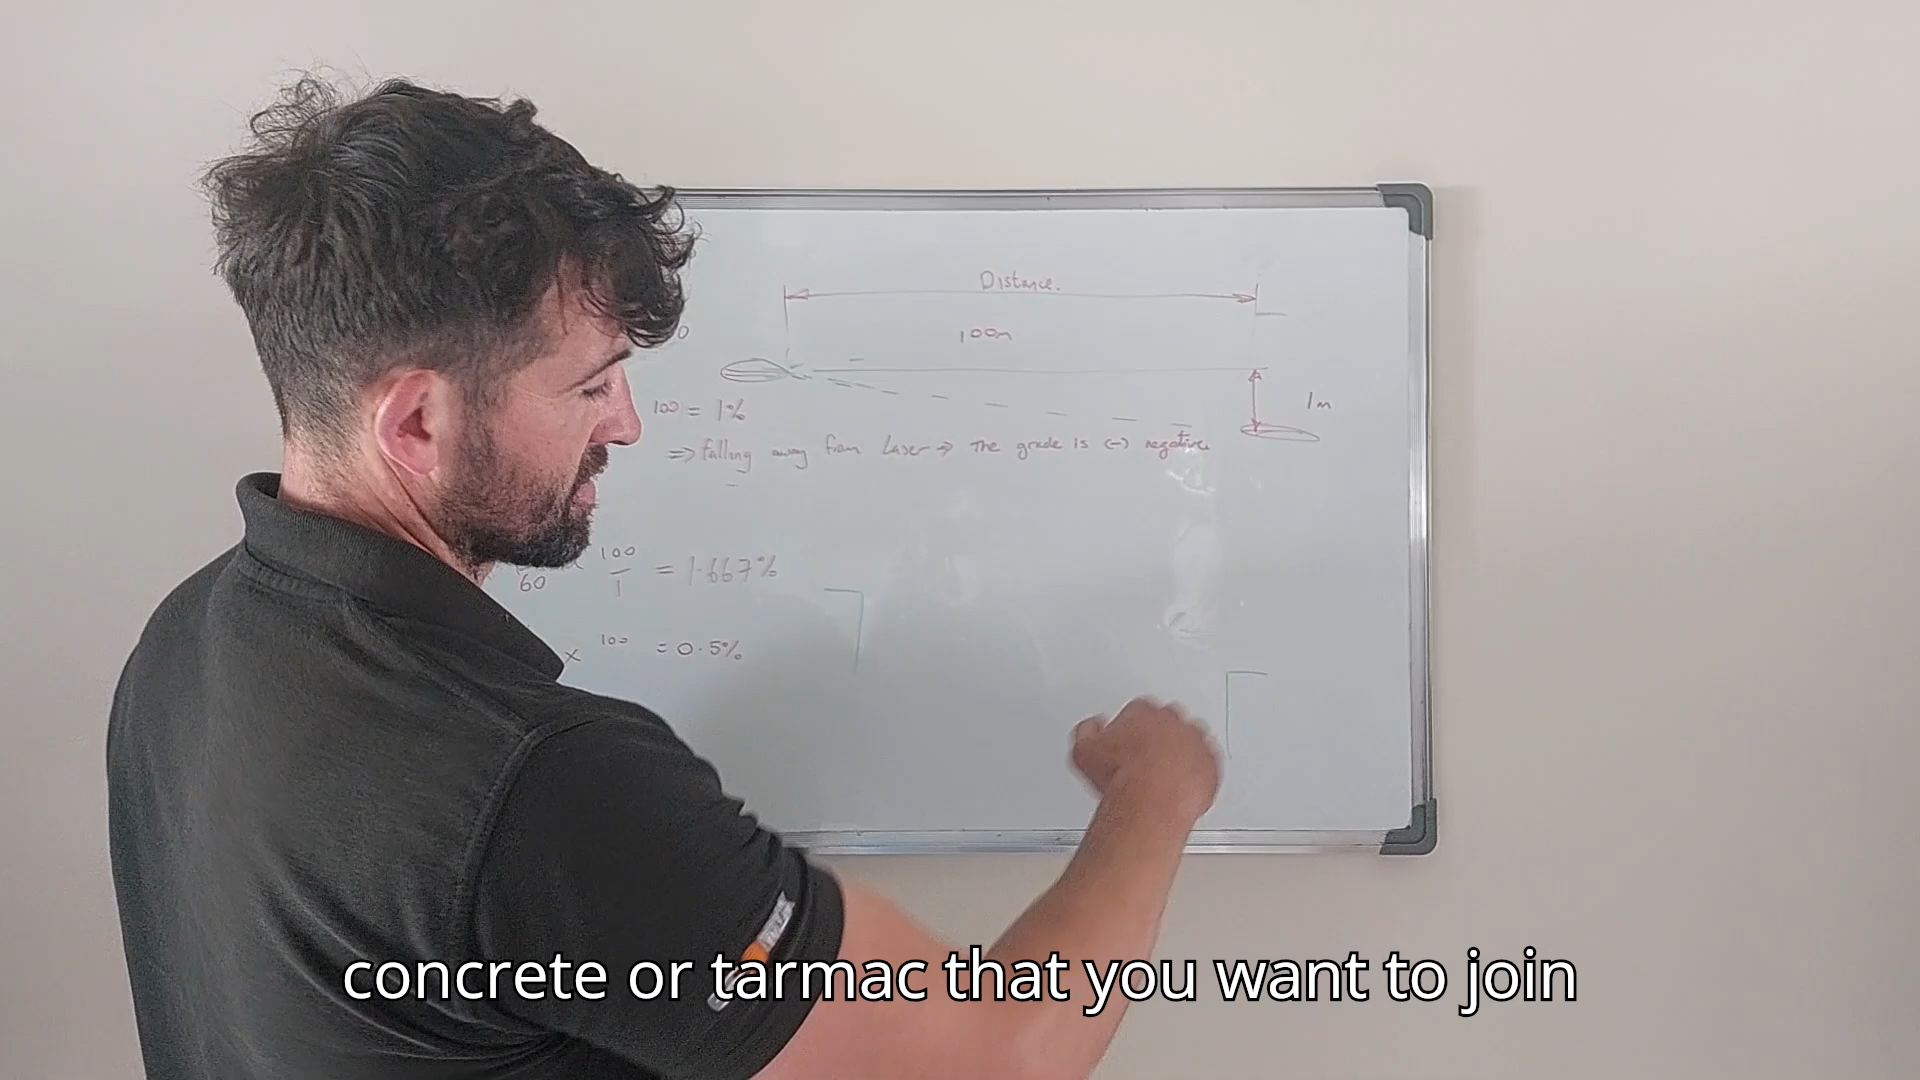 Distance.
100m
0
1m
100 = 1%
=> falling away from Laser => The grade is (-) negative
60 100/1 = 1.667%
x 100 = 0.5%
concrete or tarmac that you want to join